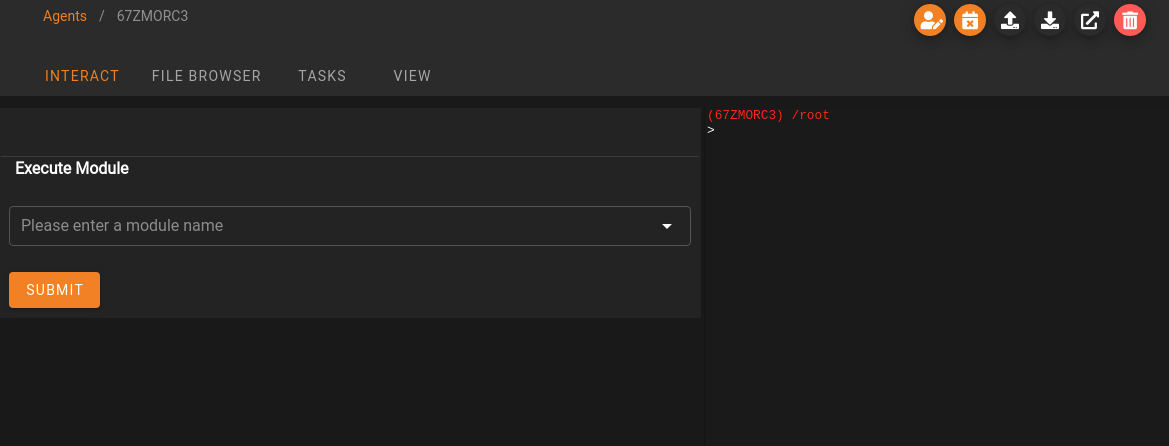 Agents / 67ZMORC3
INTERACT FILE BROWSER TASKS VIEW
Execute Module
Please enter a module name
SUBMIT
(67ZMORC3) /root
>